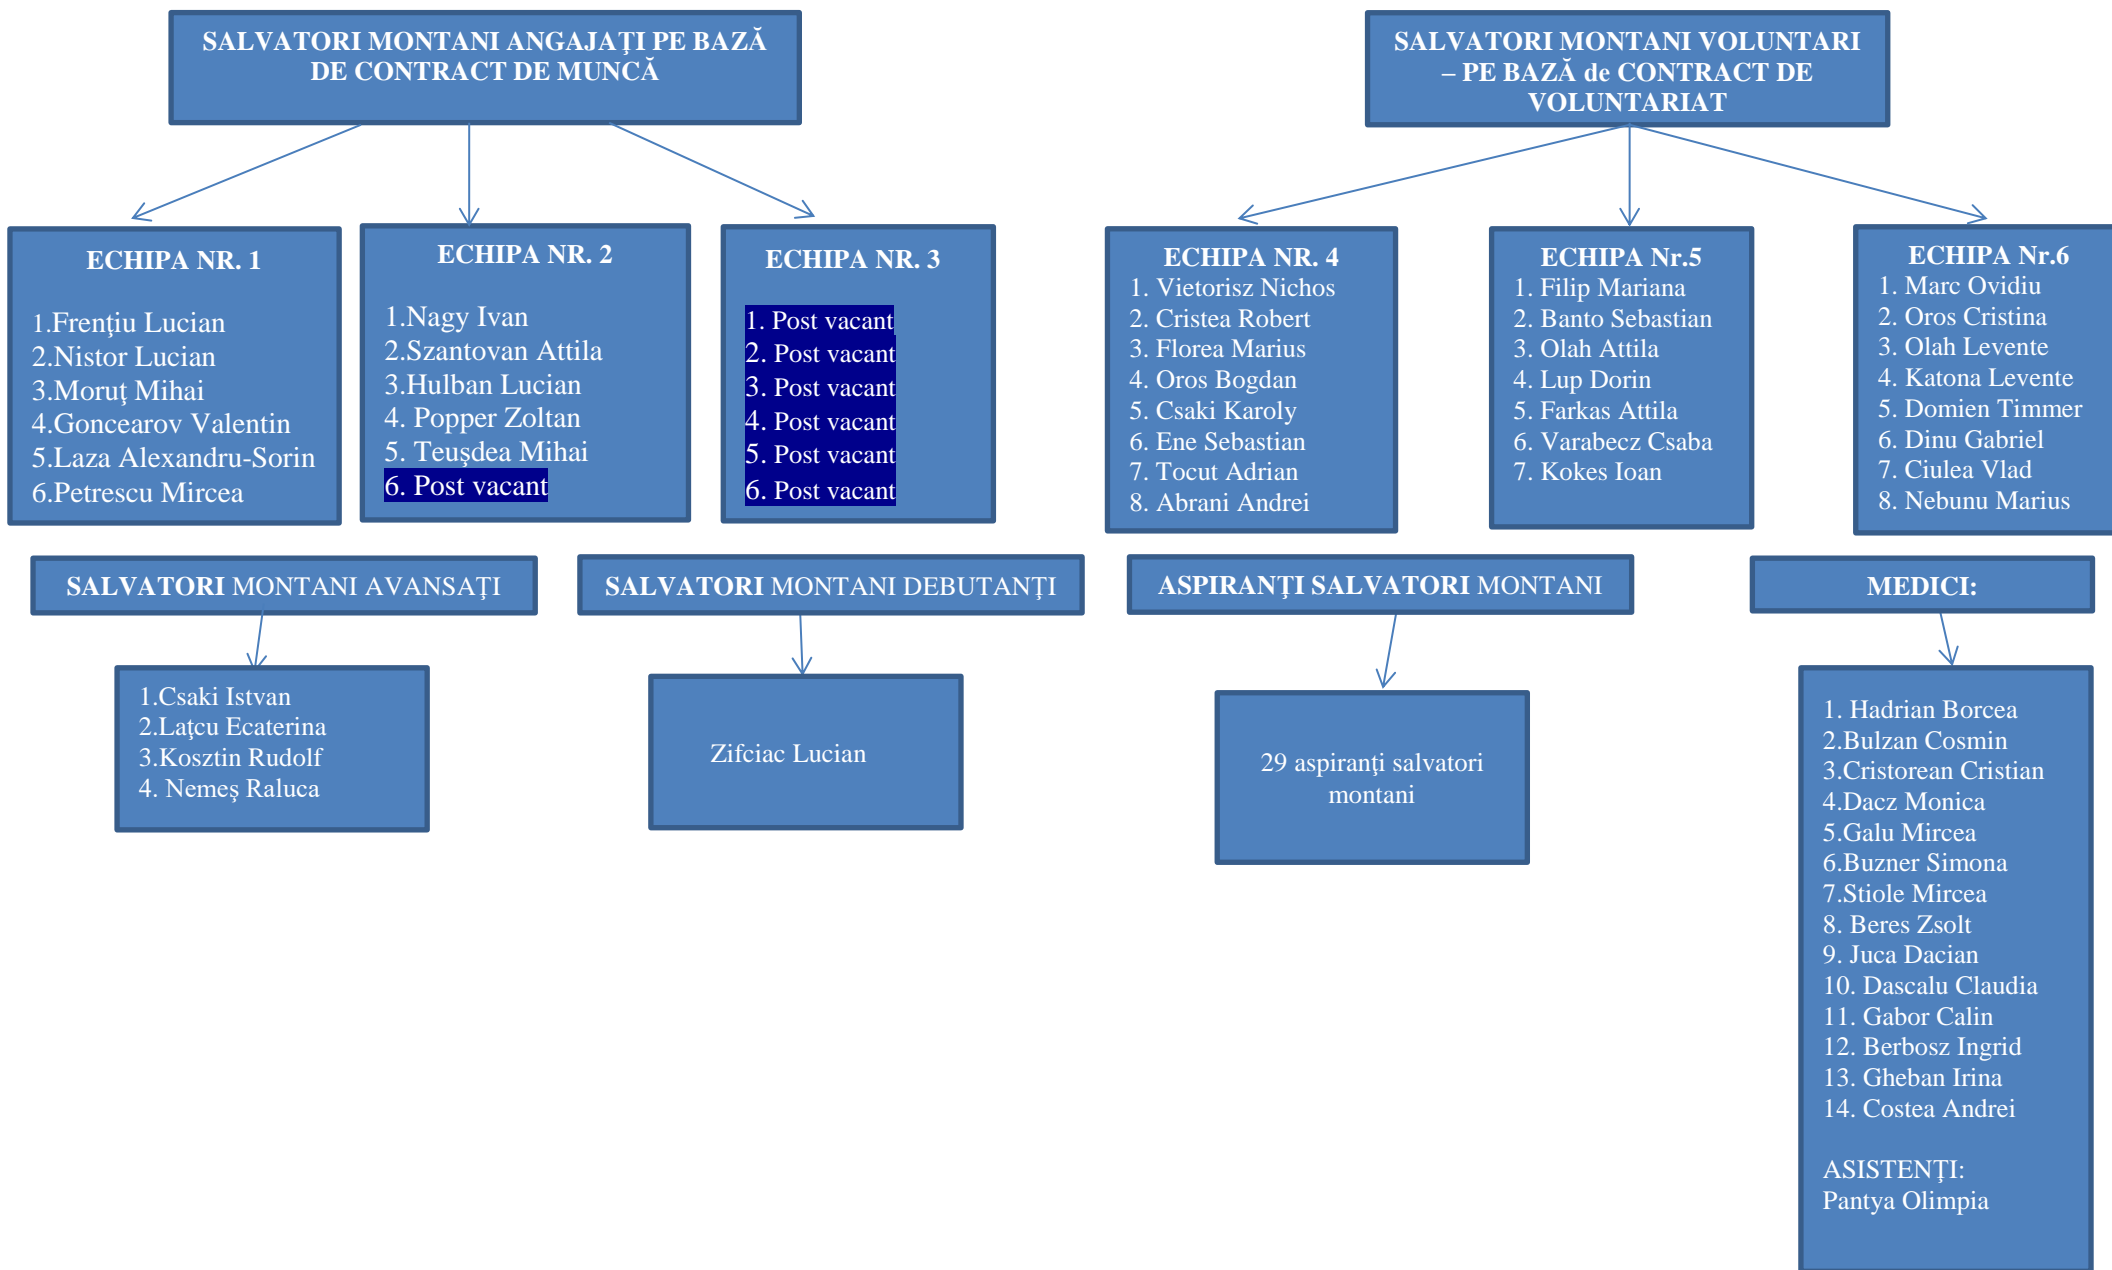 SALVATORI MONTANI ANGAJAŢI PE BAZĂ
DE CONTRACT DE MUNCĂ
SALVATORI MONTANI VOLUNTARI
– PE BAZĂ de CONTRACT DE
VOLUNTARIAT
ECHIPA NR. 1
1.Frenţiu Lucian
2.Nistor Lucian
3.Moruţ Mihai
4.Goncearov Valentin
5.Laza Alexandru-Sorin
6.Petrescu Mircea
ECHIPA NR. 2
1.Nagy Ivan
2.Szantovan Attila
3.Hulban Lucian
4. Popper Zoltan
5. Teuşdea Mihai
6. Post vacant
ECHIPA NR. 3
1. Post vacant
2. Post vacant
3. Post vacant
4. Post vacant
5. Post vacant
6. Post vacant
ECHIPA NR. 4
1. Vietorisz Nichos
2. Cristea Robert
3. Florea Marius
4. Oros Bogdan
5. Csaki Karoly
6. Ene Sebastian
7. Tocut Adrian
8. Abrani Andrei
ECHIPA Nr.5
1. Filip Mariana
2. Banto Sebastian
3. Olah Attila
4. Lup Dorin
5. Farkas Attila
6. Varabecz Csaba
7. Kokes Ioan
ECHIPA Nr.6
1. Marc Ovidiu
2. Oros Cristina
3. Olah Levente
4. Katona Levente
5. Domien Timmer
6. Dinu Gabriel
7. Ciulea Vlad
8. Nebunu Marius
SALVATORI MONTANI AVANSAŢI
1.Csaki Istvan
2.Laţcu Ecaterina
3.Kosztin Rudolf
4. Nemeş Raluca
SALVATORI MONTANI DEBUTANŢI
Zifciac Lucian
ASPIRANŢI SALVATORI MONTANI
29 aspiranţi salvatori
montani
MEDICI:
1. Hadrian Borcea
2.Bulzan Cosmin
3.Cristorean Cristian
4.Dacz Monica
5.Galu Mircea
6.Buzner Simona
7.Stiole Mircea
8. Beres Zsolt
9. Juca Dacian
10. Dascalu Claudia
11. Gabor Calin
12. Berbosz Ingrid
13. Gheban Irina
14. Costea Andrei
ASISTENŢI:
Pantya Olimpia